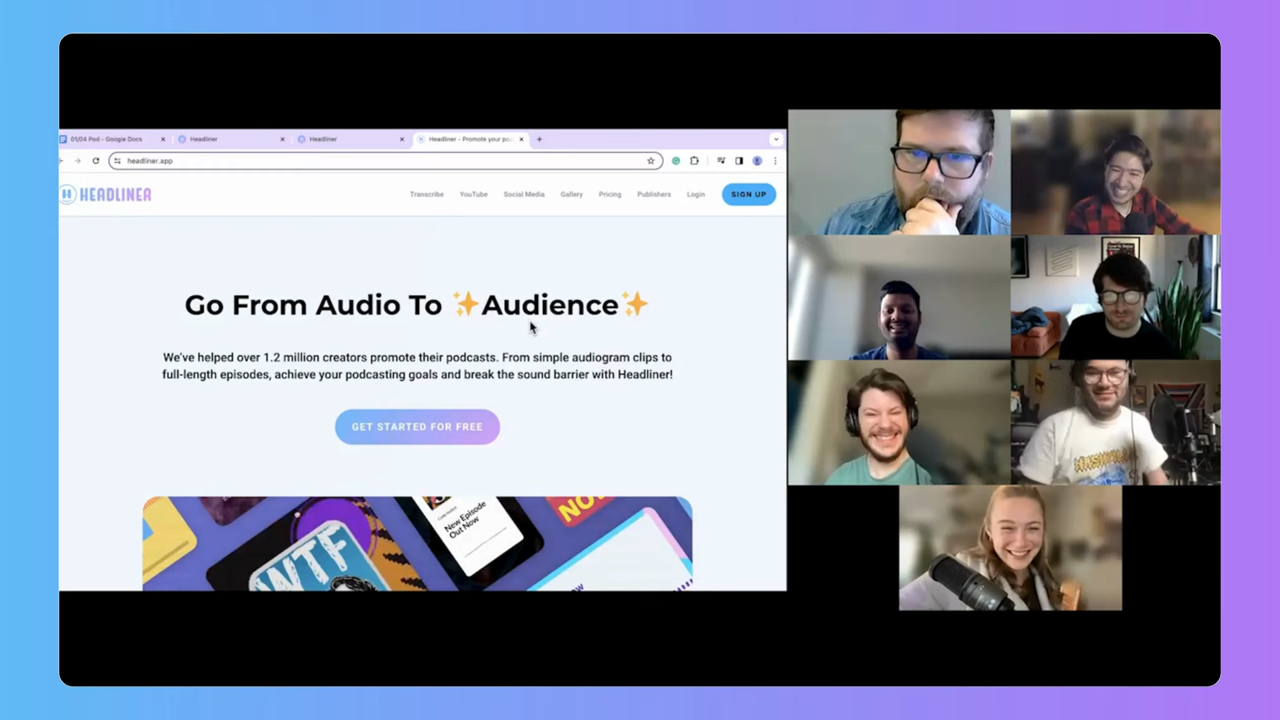 01/04 Pod - Google Docs
Headliner
Headliner
Headliner - Promote your po
headliner.app
HEADLINER
Transcribe
YouTube
Social Media
Gallery
Pricing
Publishers
Login
SIGN UP
Go From Audio To ✨Audience✨
We've helped over 1.2 million creators promote their podcasts. From simple audiogram clips to
full-length episodes, achieve your podcasting goals and break the sound barrier with Headliner!
GET STARTED FOR FREE
WTF
New Episode
Out Now
NO